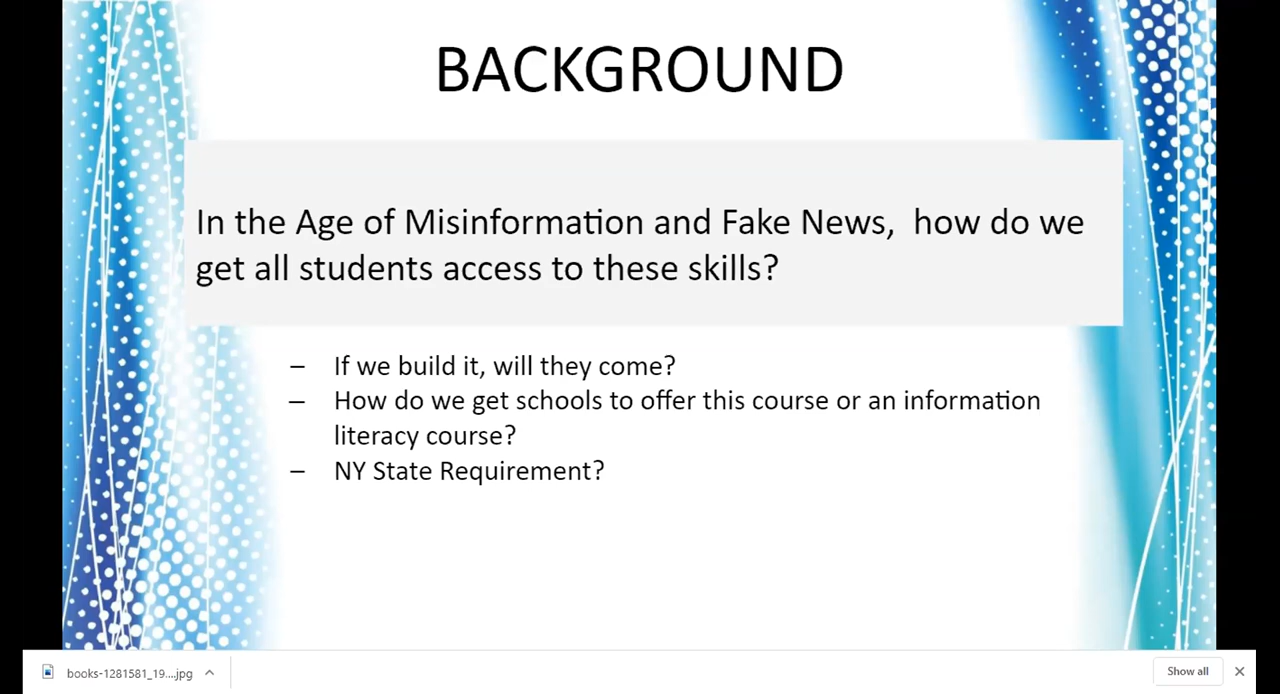 BACKGROUND
In the Age of Misinformation and Fake News,  how do we
get all students access to these skills?
– If we build it, will they come?
– How do we get schools to offer this course or an information
literacy course?
– NY State Requirement?
books-1281581_19....jpg
Show all